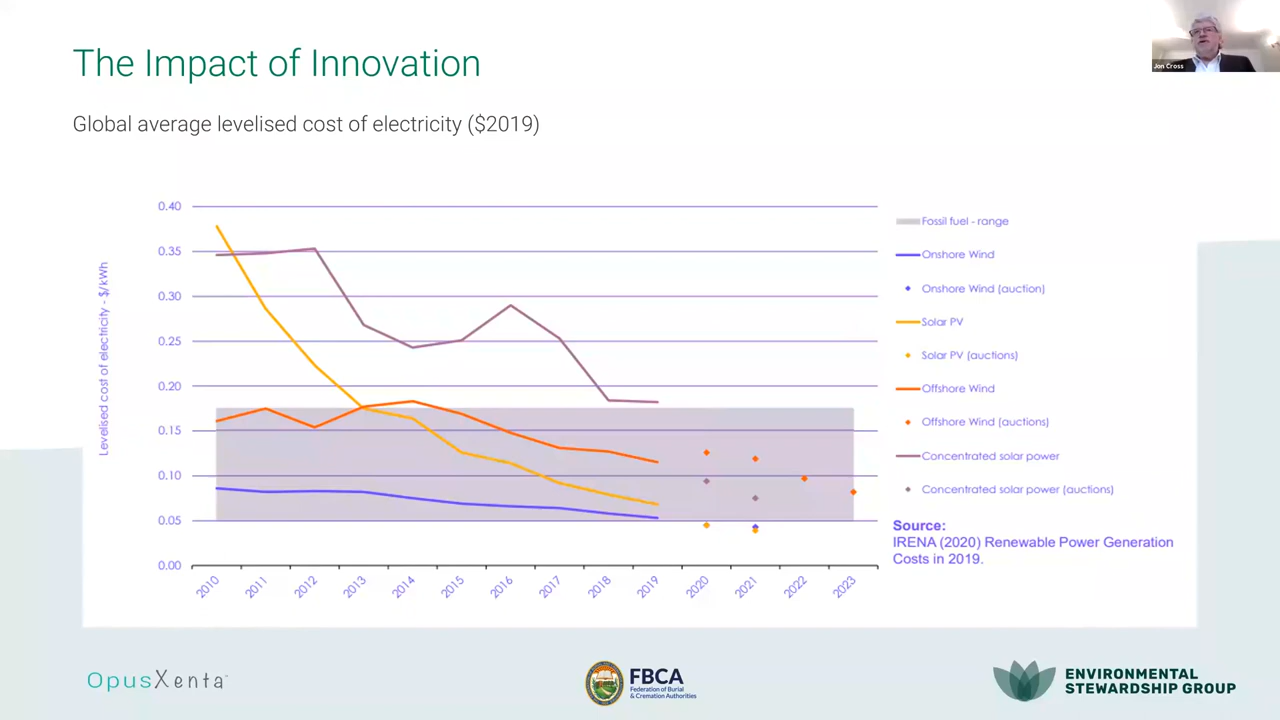 The Impact of Innovation
Jon Cross
Global average levelised cost of electricity ($2019)
Levelised cost of electricity - $/kWh
0.40
0.35
0.30
0.25
0.20
0.15
0.10
0.05
0.00
2010
2011
2012
2013
2014
2015
2016
2017
2018
2019
2020
2021
2022
2023
Fossil fuel - range
Onshore Wind
Onshore Wind (auction)
Solar PV
Solar PV (auctions)
Offshore Wind
Offshore Wind (auctions)
Concentrated solar power
Concentrated solar power (auctions)
Source:
IRENA (2020) Renewable Power Generation
Costs in 2019.
OpusXenta
FBCA
Federation of Burial
& Cremation Authorities
ENVIRONMENTAL
STEWARDSHIP GROUP